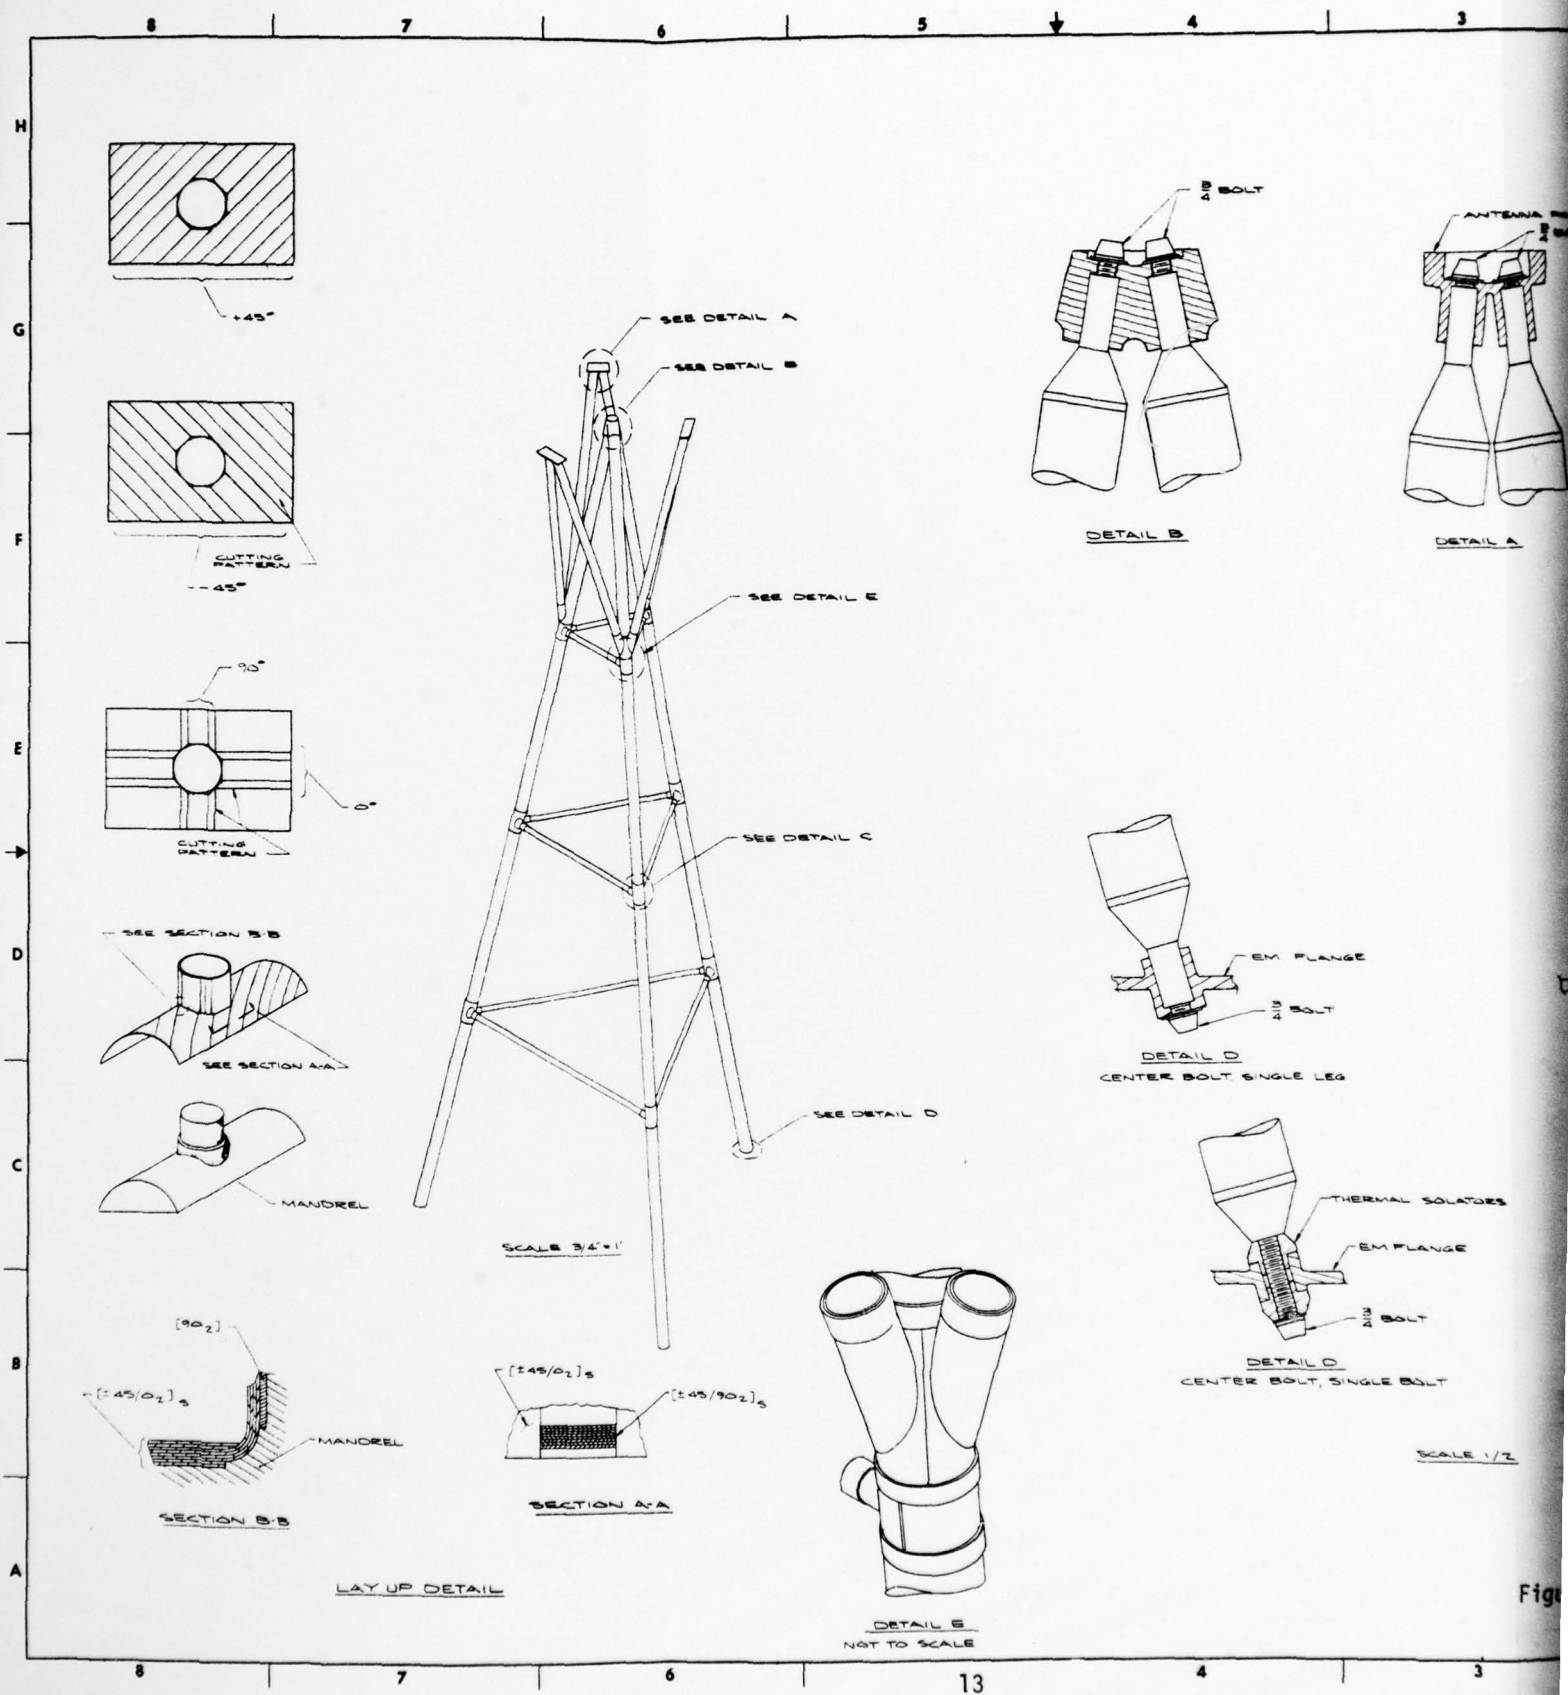 8 7 6 5 4 3
H
G
F
E
D
C
B
A
+45°
CUTTING
PATTERN
-45°
90°
0°
CUTTING
PATTERN
SEE SECTION B-B
SEE SECTION A-A
MANDREL
[90₂]
[±45/0₂]ₛ
MANDREL
SECTION B-B
[±45/0₂]ₛ
[±45/90₂]ₛ
SECTION A-A
LAY UP DETAIL
SEE DETAIL A
SEE DETAIL B
SEE DETAIL E
SEE DETAIL C
SEE DETAIL D
SCALE 3/4"=1'
3/4 BOLT
DETAIL B
ANTENNA
3/4
DETAIL A
EM FLANGE
3/4 BOLT
DETAIL D
CENTER BOLT, SINGLE LEG
THERMAL ISOLATORS
EM FLANGE
3/4 BOLT
DETAIL D
CENTER BOLT, SINGLE BOLT
SCALE 1/2
DETAIL E
NOT TO SCALE
8 7 6 13 4 3